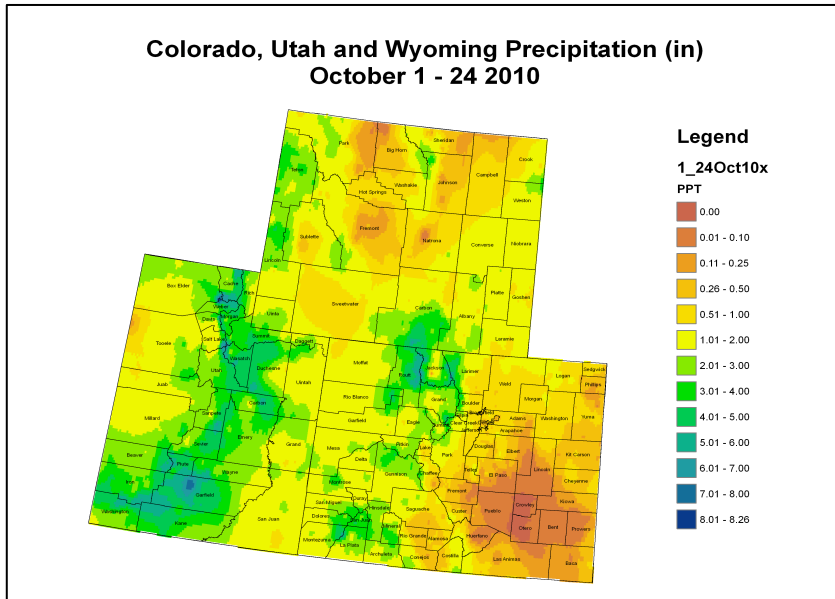 Colorado, Utah and Wyoming Precipitation (in)
October 1 - 24 2010
Legend
1_24Oct10x
PPT
0.00
0.01 - 0.10
0.11 - 0.25
0.26 - 0.50
0.51 - 1.00
1.01 - 2.00
2.01 - 3.00
3.01 - 4.00
4.01 - 5.00
5.01 - 6.00
6.01 - 7.00
7.01 - 8.00
8.01 - 8.26
Park
Big Horn
Sheridan
Crook
Campbell
Teton
Washakie
Johnson
Hot Springs
Weston
Fremont
Sublette
Natrona
Converse
Niobrara
Lincoln
Platte
Goshen
Sweetwater
Carbon
Albany
Uinta
Laramie
Box Elder
Cache
Rich
Weber
Morgan
Davis
Salt Lake
Summit
Daggett
Tooele
Wasatch
Utah
Duchesne
Uintah
Juab
Carbon
Sanpete
Millard
Emery
Grand
Sevier
Beaver
Piute
Wayne
Iron
Garfield
Washington
Kane
San Juan
Moffat
Routt
Jackson
Larimer
Weld
Logan
Sedgwick
Phillips
Rio Blanco
Grand
Boulder
Morgan
Washington
Yuma
Garfield
Eagle
Clear Creek
Adams
Arapahoe
Mesa
Pitkin
Lake
Park
Douglas
Elbert
Kit Carson
Delta
Gunnison
Chaffee
Teller
El Paso
Lincoln
Cheyenne
Montrose
Fremont
Kiowa
Ouray
San Miguel
Hinsdale
Saguache
Custer
Pueblo
Crowley
Dolores
San Juan
Mineral
Otero
Bent
Prowers
Montezuma
La Plata
Rio Grande
Alamosa
Huerfano
Archuleta
Conejos
Costilla
Las Animas
Baca